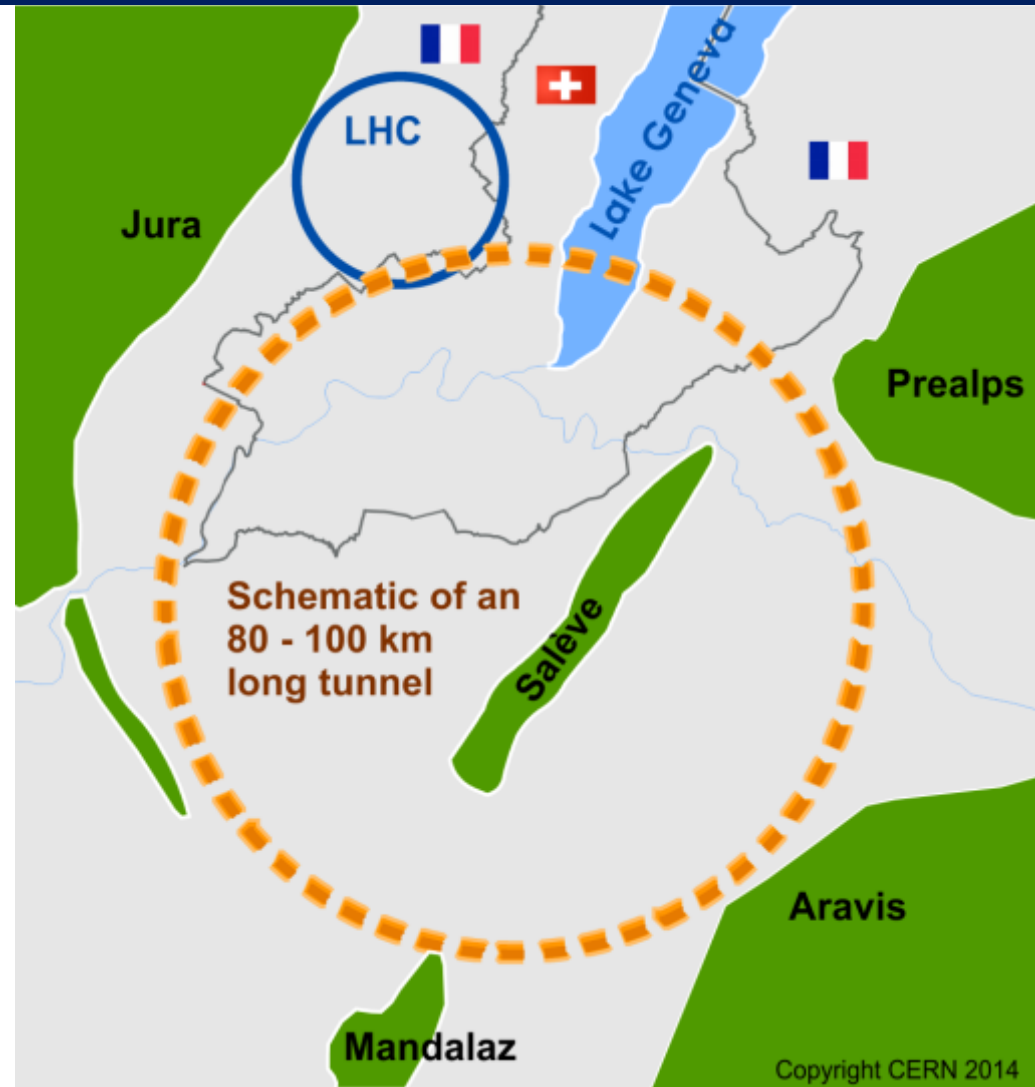 LHC
Lake Geneva
Jura
Prealps
Schematic of an
80 - 100 km
long tunnel
Salève
Aravis
Mandalaz
Copyright CERN 2014